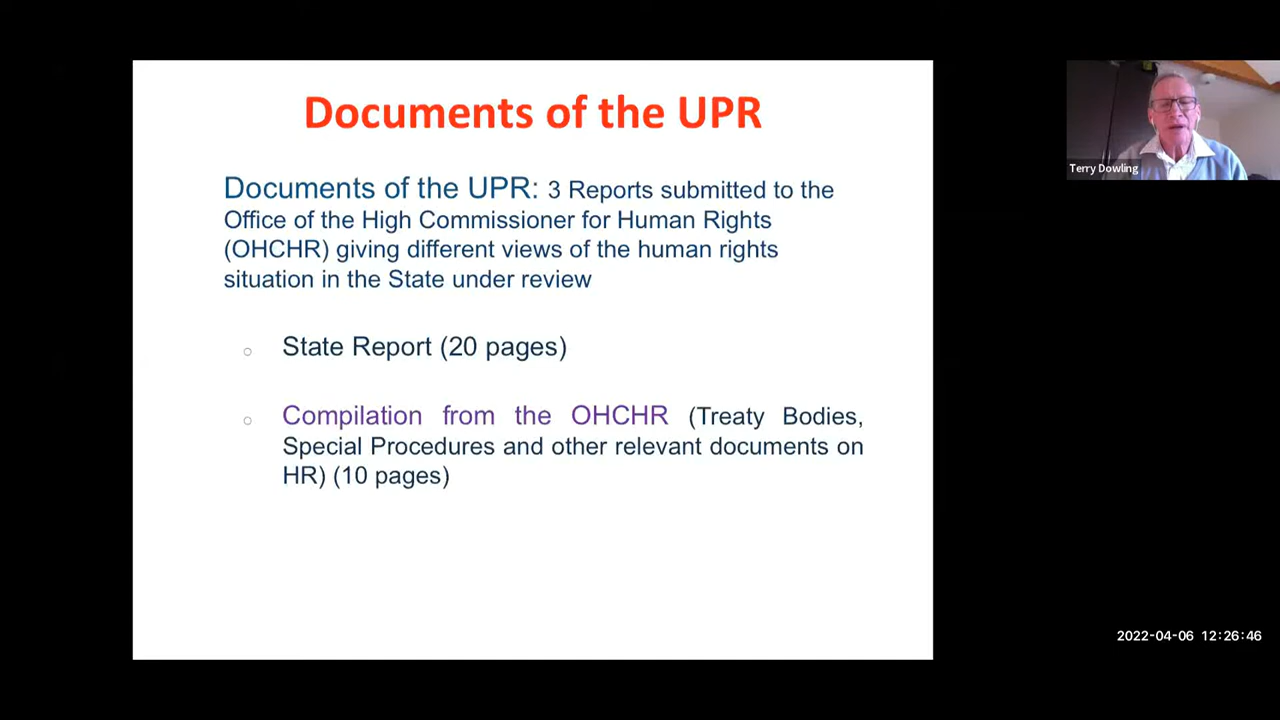 Documents of the UPR
Documents of the UPR: 3 Reports submitted to the
Office of the High Commissioner for Human Rights
(OHCHR) giving different views of the human rights
situation in the State under review
○ State Report (20 pages)
○ Compilation from the OHCHR (Treaty Bodies,
Special Procedures and other relevant documents on
HR) (10 pages)
Terry Dowling
2022-04-06 12:26:46